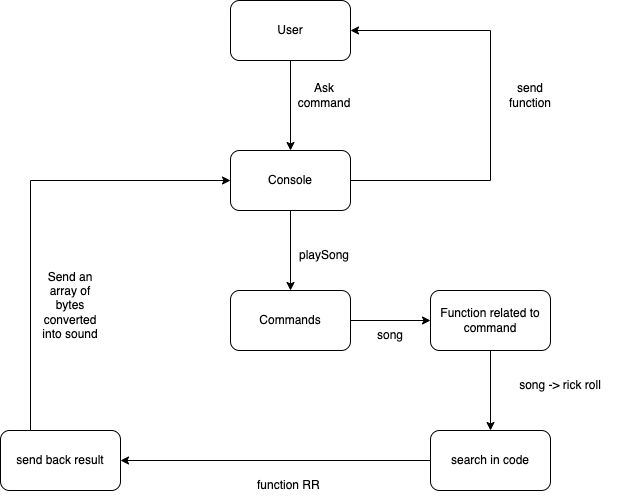 User
Ask
command
send
function
Console
playSong
Send an
array of
bytes
converted
into sound
Commands
song
Function related to
command
song -> rick roll
send back result
function RR
search in code